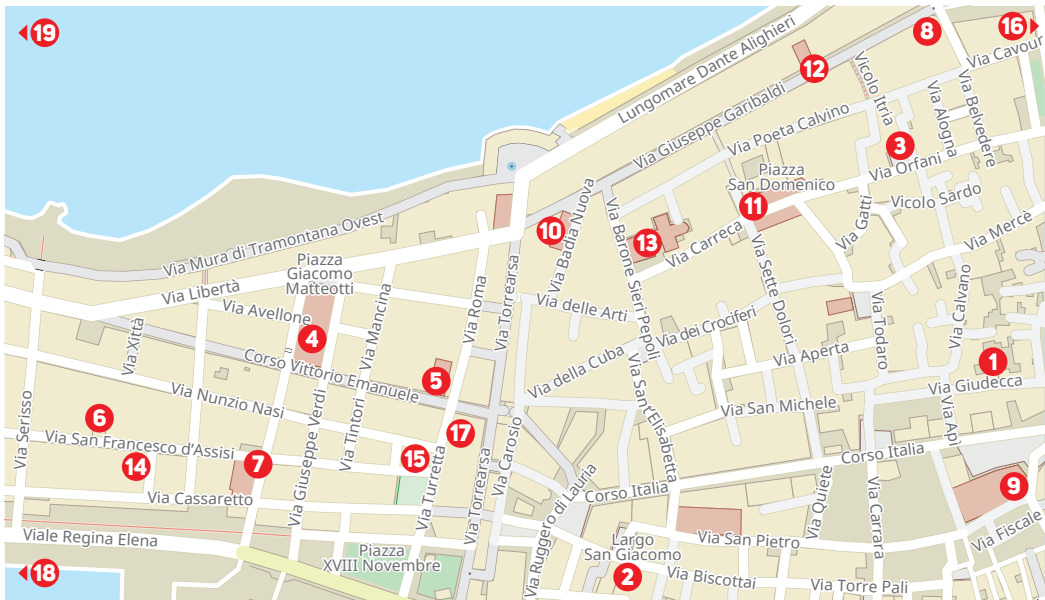 19
8
16
Lungomare Dante Alighieri
Via Cavour
12
Vicolo Itria
Via Belvedere
Via Giuseppe Garibaldi
Via Alogna
Via Poeta Calvino
3
Piazza
San Domenico
Via Orfani
Vicolo Sardo
11
10
Via Badia Nuova
Via Barone Sieri Pepoli
13
Via Carreca
Via Gatti
Via Mercè
Via Mura di Tramontana Ovest
Piazza
Giacomo
Matteotti
Via Libertà
Via Avellone
Via Mancina
Via Roma
Via Torrearsa
Via delle Arti
Via Sette Dolori
Via Todaro
Via Calvano
Via Xittà
4
Corso Vittorio Emanuele
5
Via dei Crociferi
Via della Cuba
Via Aperta
1
Via Giudecca
Via Serisso
Via Nunzio Nasi
Via Giuseppe Verdi
Via Tintori
Via Sant'Elisabetta
Via San Michele
Via Apì
6
Via San Francesco d'Assisi
14
7
15
17
Via Carosio
Corso Italia
Via Cassaretto
Via Turretta
Via Torrearsa
Via Ruggero di Lauria
Corso Italia
Via Quiete
Via Carrara
9
Via Fiscale
Viale Regina Elena
Piazza
XVIII Novembre
Largo
San Giacomo
Via San Pietro
18
2
Via Biscottai
Via Torre Pali